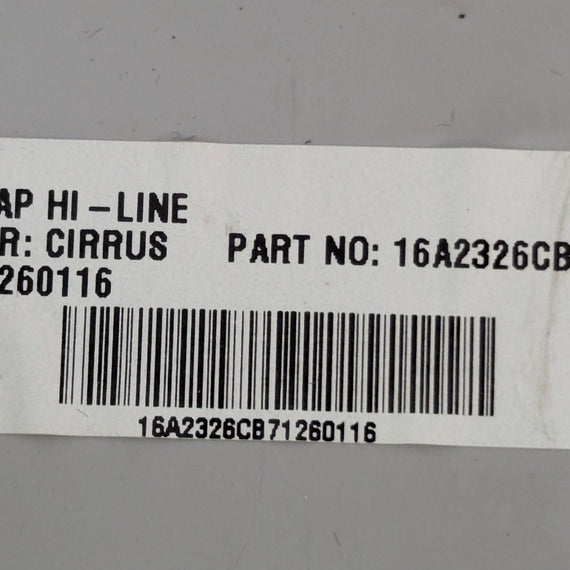 AP HI-LINE
R: CIRRUS PART NO: 16A2326CB
260116
16A2326CB71260116